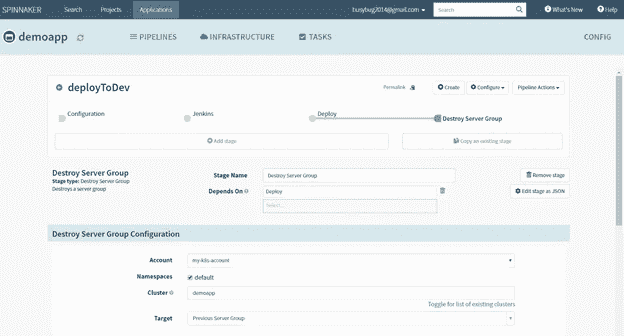 SPINNAKER Search Projects Applications busybug2014@gmail.com Search What's New Help
demoapp PIPELINES INFRASTRUCTURE TASKS CONFIG
deployToDev Permalink Create Configure Pipeline Actions
Configuration Jenkins Deploy Destroy Server Group
Add stage Copy an existing stage
Destroy Server Group Stage Name Destroy Server Group Remove stage
Stage type: Destroy Server Group
Destroys a server group Depends On Deploy Edit stage as JSON
Select...
Destroy Server Group Configuration
Account my-k8s-account
Namespaces default
Cluster demoapp
Toggle for list of existing clusters
Target Previous Server Group